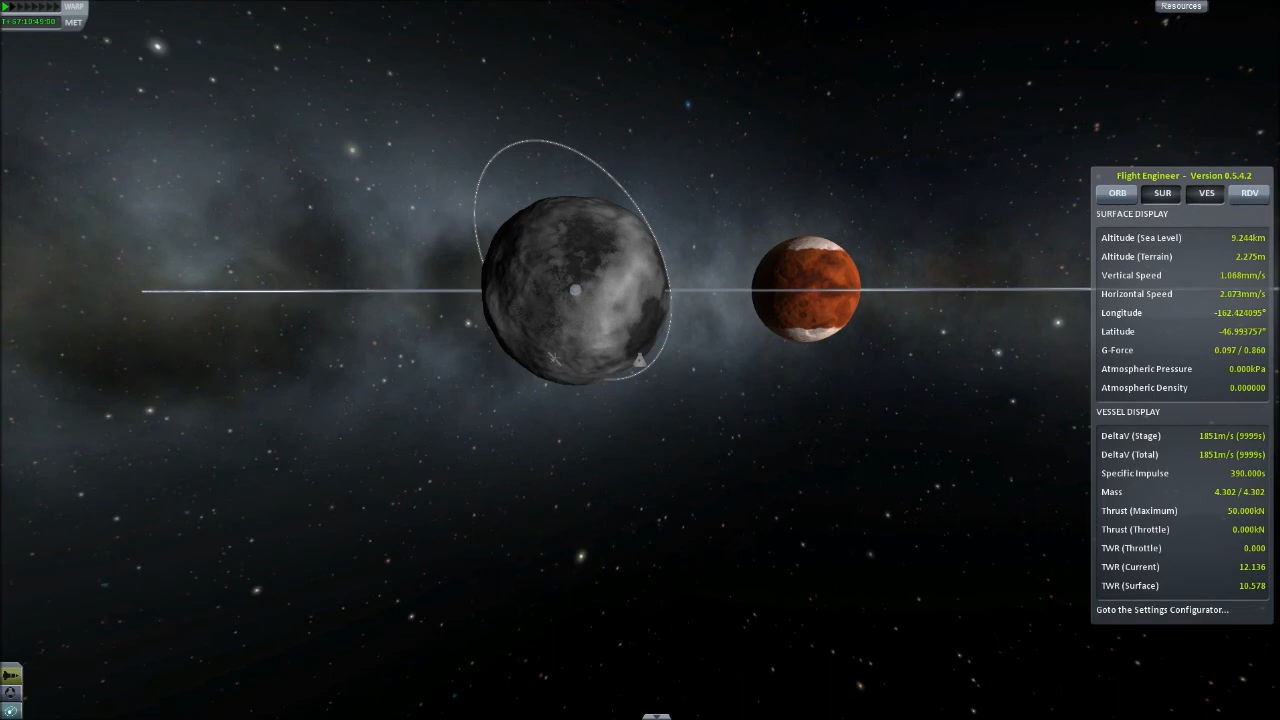 WARP
T+ 67:10:49:00 MET
Resources
Flight Engineer - Version 0.5.4.2
ORB SUR VES RDV
SURFACE DISPLAY
Altitude (Sea Level) 9.244km
Altitude (Terrain) 2.275m
Vertical Speed 1.068mm/s
Horizontal Speed 2.073mm/s
Longitude -162.424095°
Latitude -46.993757°
G-Force 0.097 / 0.860
Atmospheric Pressure 0.000kPa
Atmospheric Density 0.000000
VESSEL DISPLAY
DeltaV (Stage) 1851m/s (9999s)
DeltaV (Total) 1851m/s (9999s)
Specific Impulse 390.000s
Mass 4.302 / 4.302
Thrust (Maximum) 50.000kN
Thrust (Throttle) 0.000kN
TWR (Throttle) 0.000
TWR (Current) 12.136
TWR (Surface) 10.578
Goto the Settings Configurator...